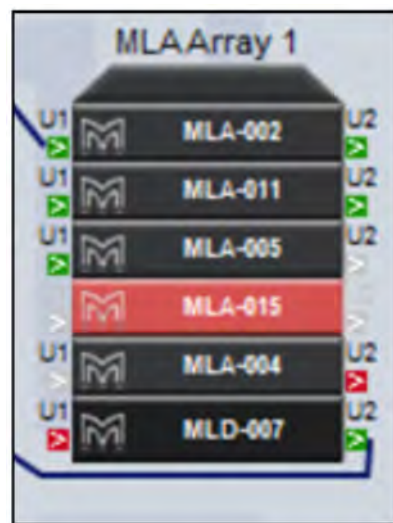 MLA Array 1
U1 MLA-002 U2
U1 MLA-011 U2
U1 MLA-005 U2
MLA-015
U1 MLA-004 U2
U1 MLD-007 U2